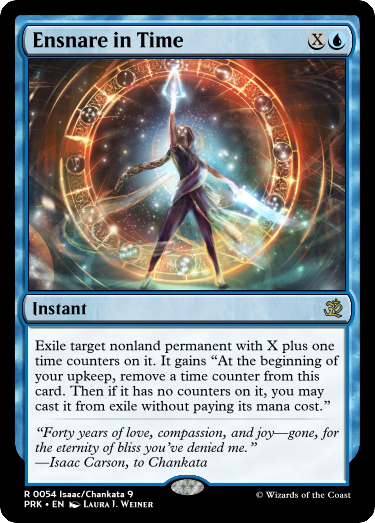 Ensnare in Time X
Instant
Exile target nonland permanent with X plus one
time counters on it. It gains “At the beginning of
your upkeep, remove a time counter from this
card. Then if it has no counters on it, you may
cast it from exile without paying its mana cost.”
“Forty years of love, compassion, and joy—gone, for
the eternity of bliss you’ve denied me.”
—Isaac Carson, to Chankata
R 0054 Isaac/Chankata 9
PRK • EN Laura J. Weiner
© Wizards of the Coast